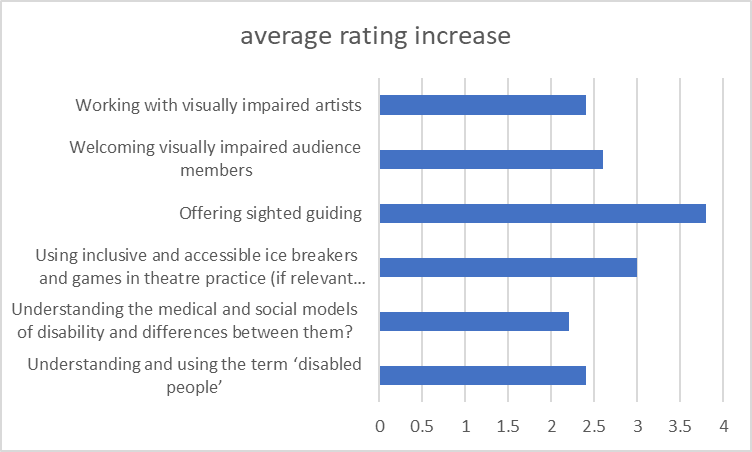 average rating increase
Working with visually impaired artists
Welcoming visually impaired audience
members
Offering sighted guiding
Using inclusive and accessible ice breakers
and games in theatre practice (if relevant...
Understanding the medical and social models
of disability and differences between them?
Understanding and using the term ‘disabled
people’
0 0.5 1 1.5 2 2.5 3 3.5 4